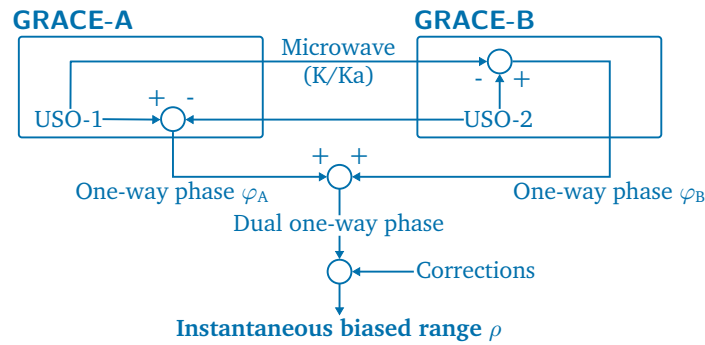 GRACE-A
GRACE-B
Microwave
(K/Ka)
- +
+ -
USO-1
USO-2
+ +
One-way phase φA
One-way phase φB
Dual one-way phase
Corrections
Instantaneous biased range ρ